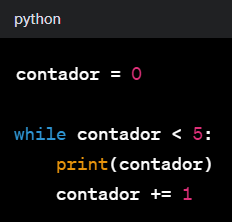 python
contador = 0
while contador < 5:
    print(contador)
    contador += 1